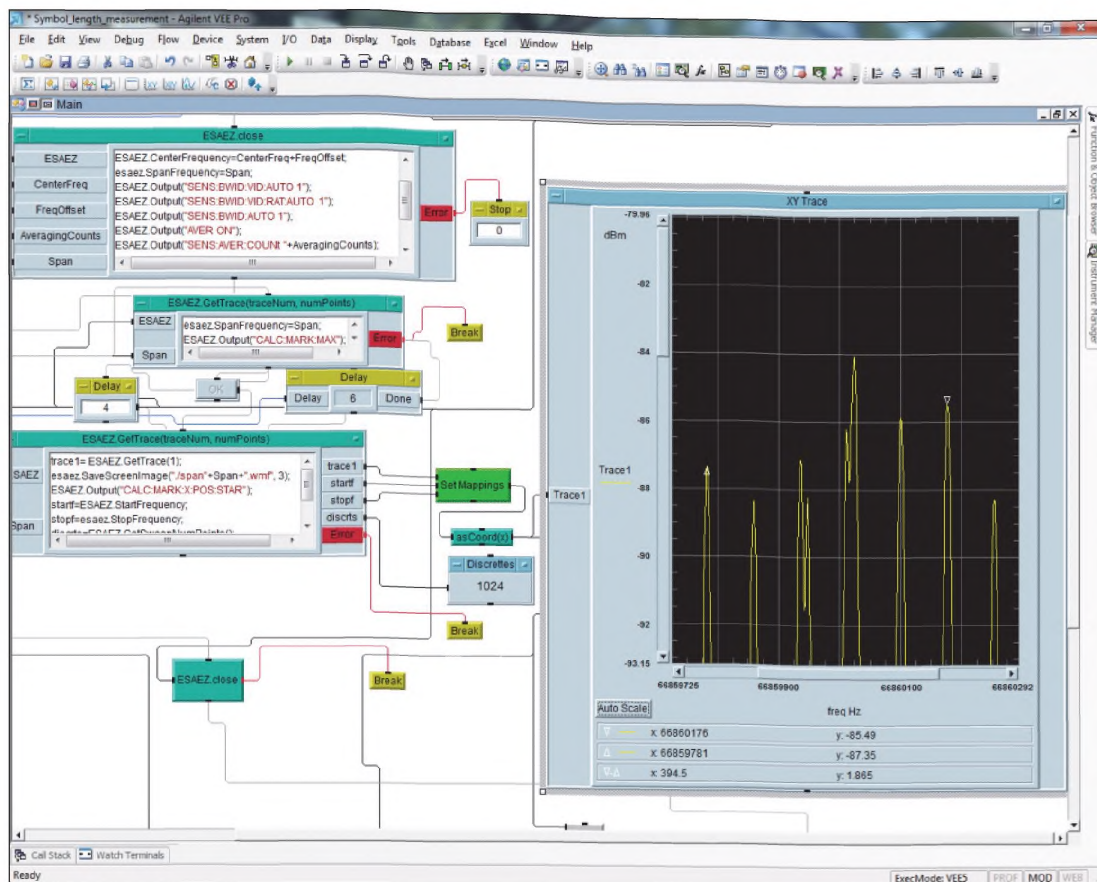 * Symbol_length_measurement - Agilent VEE Pro
File Edit View Debug Flow Device System I/O Data Display Tools Database Excel Window Help
Main
ESAEZ.close
ESAEZ
CenterFreq
FreqOffset
AveragingCounts
Span
ESAEZ.CenterFrequency=CenterFreq+FreqOffset;
esaez.SpanFrequency=Span;
ESAEZ.Output("SENS:BWID:VID:AUTO 1");
ESAEZ.Output("SENS:BWID:VID:RAT:AUTO 1");
ESAEZ.Output("SENS:BWID:AUTO 1");
ESAEZ.Output("AVER ON");
ESAEZ.Output("SENS:AVER:COUNt "+AveragingCounts);
Error
Stop
0
ESAEZ.GetTrace(traceNum, numPoints)
ESAEZ
Span
esaez.SpanFrequency=Span;
ESAEZ.Output("CALC:MARK:MAX");
Error
Break
Delay
4
OK
Delay
Delay 6 Done
ESAEZ.GetTrace(traceNum, numPoints)
SAEZ
Span
trace1= ESAEZ.GetTrace(1);
esaez.SaveScreenImage("./span"+Span+".wmf", 3);
ESAEZ.Output("CALC:MARK:X:POS:STAR");
startf=ESAEZ.StartFrequency;
stopf=esaez.StopFrequency;
trace1
startf
stopf
discrts
Error
Set Mappings
asCoord(x)
Discrettes
1024
Break
ESAEZ.close
Break
XY Trace
Trace1
-79.96
dBm
-82
-84
-86
Trace1
-88
-90
-92
-93.15
66859725 66859900 66860100 66860292
Auto Scale
freq Hz
x: 66860176 y: -85.49
x: 66859781 y: -87.35
x: 394.5 y: 1.865
Function & Object Browser
Instrument Manager
Call Stack Watch Terminals
Ready
ExecMode: VEE5 PROF MOD WEB